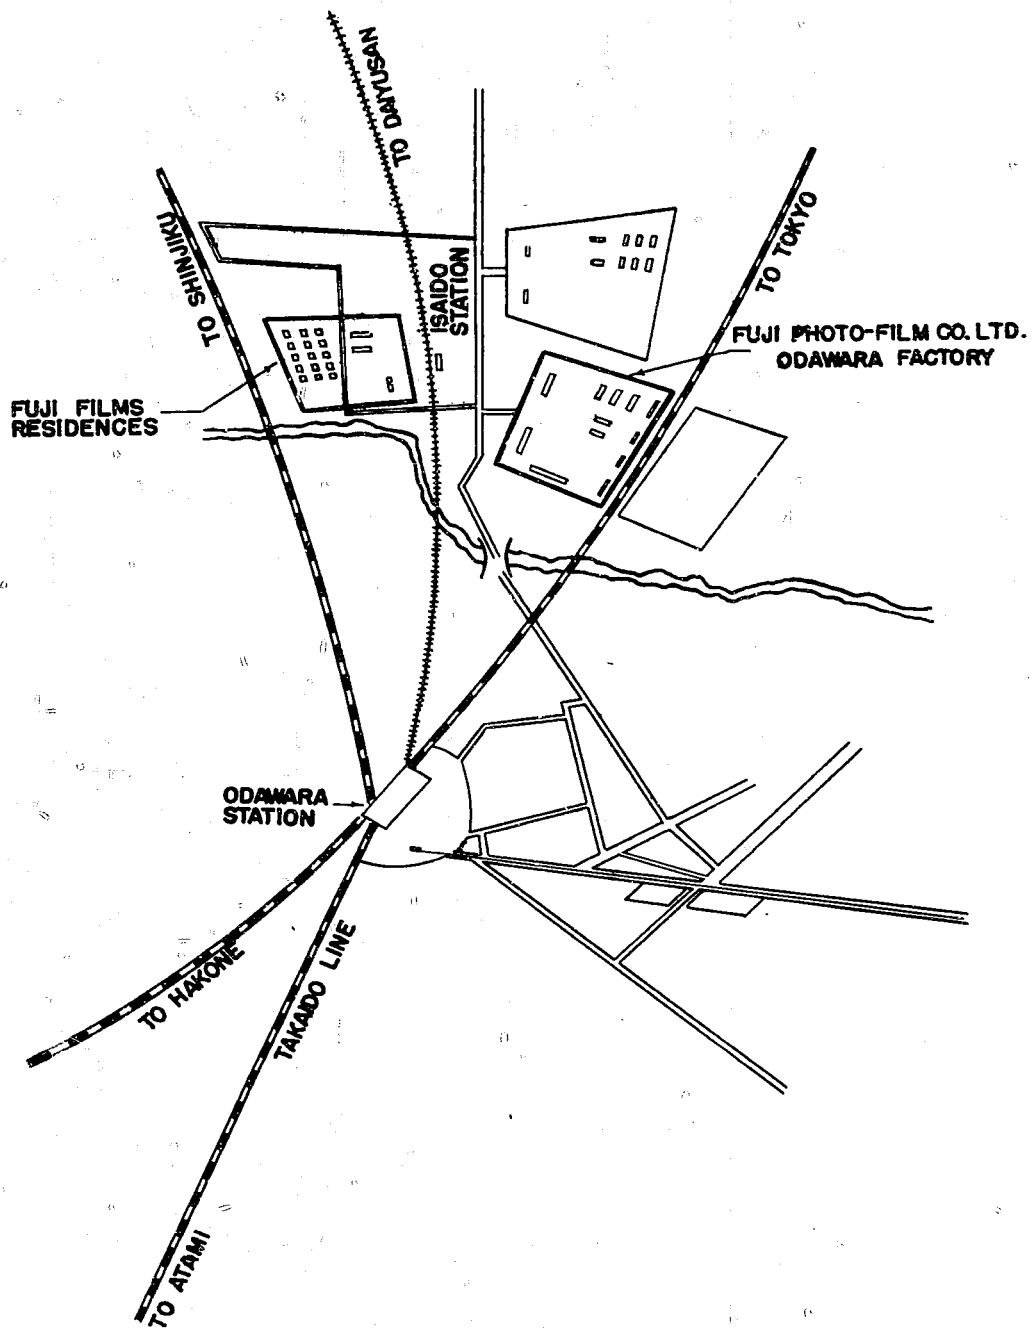 TO DAIYUSAN
TO SHINJIKU
ISAIDO
STATION
TO TOKYO
FUJI PHOTO-FILM CO. LTD.
ODAWARA FACTORY
FUJI FILMS
RESIDENCES
ODAWARA
STATION
TO HAKONE
TAKAIDO LINE
TO ATAMI